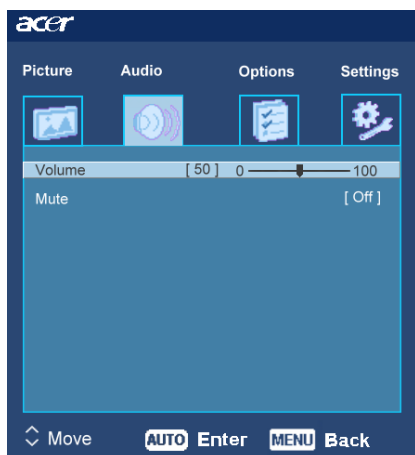 acer
Picture Audio Options Settings
Volume [ 50 ] 0 100
Mute [ Off ]
Move AUTO Enter MENU Back